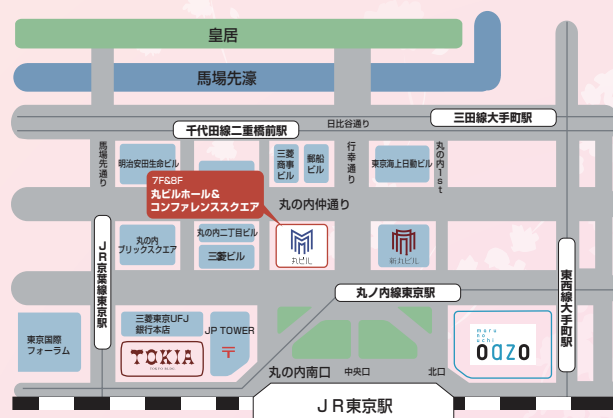 皇居
馬場先濠
三田線大手町駅
千代田線二重橋前駅
日比谷通り
馬場先通り
明治安田生命ビル
三菱
商事
ビル
郵船
ビル
行幸通り
東京海上日動ビル
丸の内1st
7F&8F
丸ビルホール&
コンファレンススクエア
丸の内仲通り
JR京葉線東京駅
丸の内
ブリックスクエア
丸の内二丁目ビル
三菱ビル
丸ビル
新丸ビル
東西線大手町駅
丸ノ内線東京駅
東京国際
フォーラム
三菱東京UFJ
銀行本店
TOKIA
TOKYO BLDG.
JP TOWER
〒
maru
no
uchi
oazo
丸の内南口
中央口
北口
JR東京駅